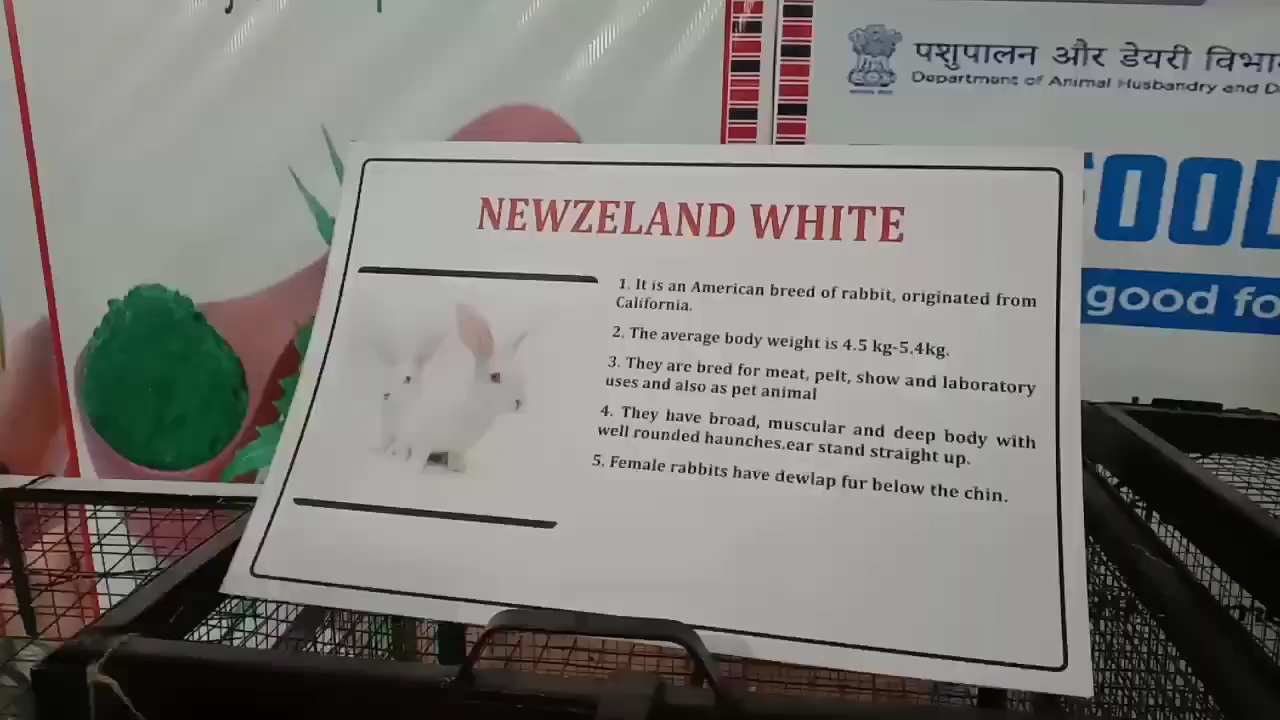 पशुपालन और डेयरी
Department of Animal Husbandry and
good
NEWZELAND WHITE
1. It is an American breed of rabbit, originated from
California.
2. The average body weight is 4.5 kg-5.4kg.
3. They are bred for meat, pelt, show and laboratory
uses and also as pet animal
4. They have broad, muscular and deep body with
well rounded haunches.ear stand straight up.
5. Female rabbits have dewlap fur below the chin.